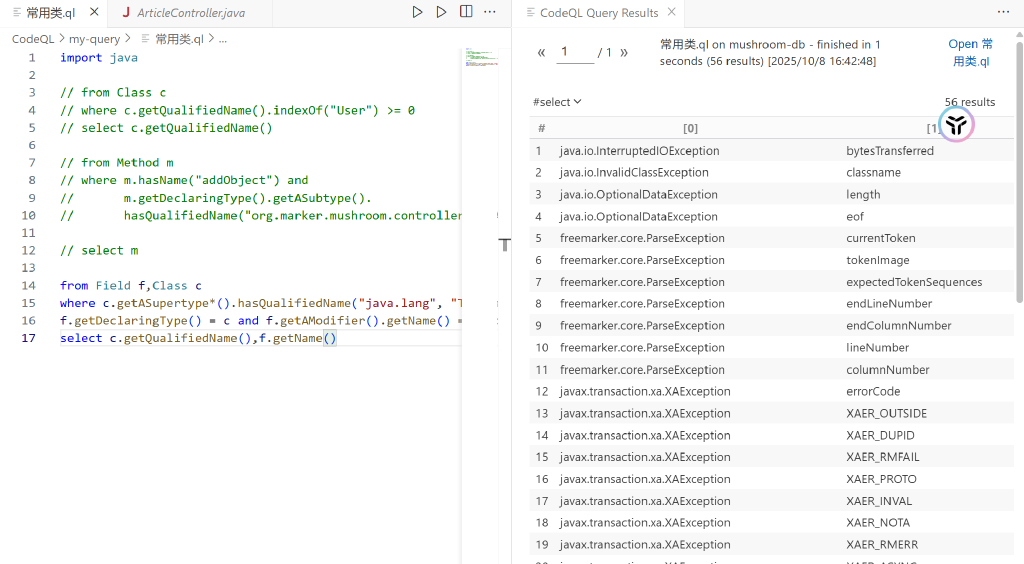 常用类.ql
ArticleController.java
CodeQL > my-query > 常用类.ql > ...
1 import java
2
3 // from Class c
4 // where c.getQualifiedName().indexOf("User") >= 0
5 // select c.getQualifiedName()
6
7 // from Method m
8 // where m.hasName("addObject") and
9 // m.getDeclaringType().getASubtype().
10 // hasQualifiedName("org.marker.mushroom.controller
11
12 // select m
13
14 from Field f,Class c
15 where c.getASupertype*().hasQualifiedName("java.lang", "T
16 f.getDeclaringType() = c and f.getAModifier().getName() =
17 select c.getQualifiedName(),f.getName()
CodeQL Query Results
« 1 / 1 »
常用类.ql on mushroom-db - finished in 1
seconds (56 results) [2025/10/8 16:42:48]
Open 常
用类.ql
#select
56 results
# [0] [1]
1 java.io.InterruptedIOException bytesTransferred
2 java.io.InvalidClassException classname
3 java.io.OptionalDataException length
4 java.io.OptionalDataException eof
5 freemarker.core.ParseException currentToken
6 freemarker.core.ParseException tokenImage
7 freemarker.core.ParseException expectedTokenSequences
8 freemarker.core.ParseException endLineNumber
9 freemarker.core.ParseException endColumnNumber
10 freemarker.core.ParseException lineNumber
11 freemarker.core.ParseException columnNumber
12 javax.transaction.xa.XAException errorCode
13 javax.transaction.xa.XAException XAER_OUTSIDE
14 javax.transaction.xa.XAException XAER_DUPID
15 javax.transaction.xa.XAException XAER_RMFAIL
16 javax.transaction.xa.XAException XAER_PROTO
17 javax.transaction.xa.XAException XAER_INVAL
18 javax.transaction.xa.XAException XAER_NOTA
19 javax.transaction.xa.XAException XAER_RMERR